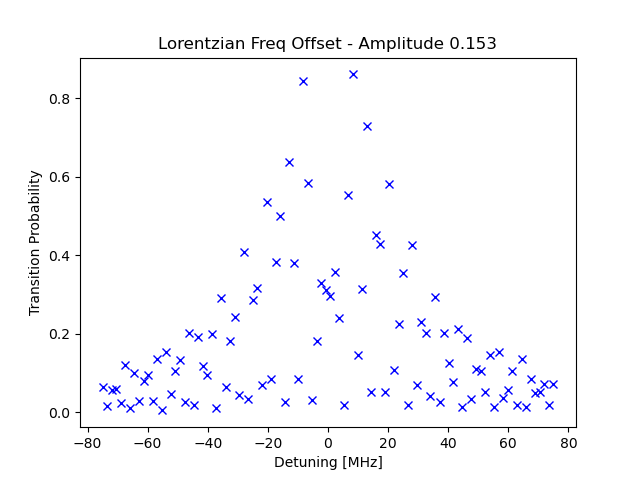 Lorentzian Freq Offset - Amplitude 0.153
Transition Probability
0.8
0.6
0.4
0.2
0.0
−80 −60 −40 −20 0 20 40 60 80
Detuning [MHz]